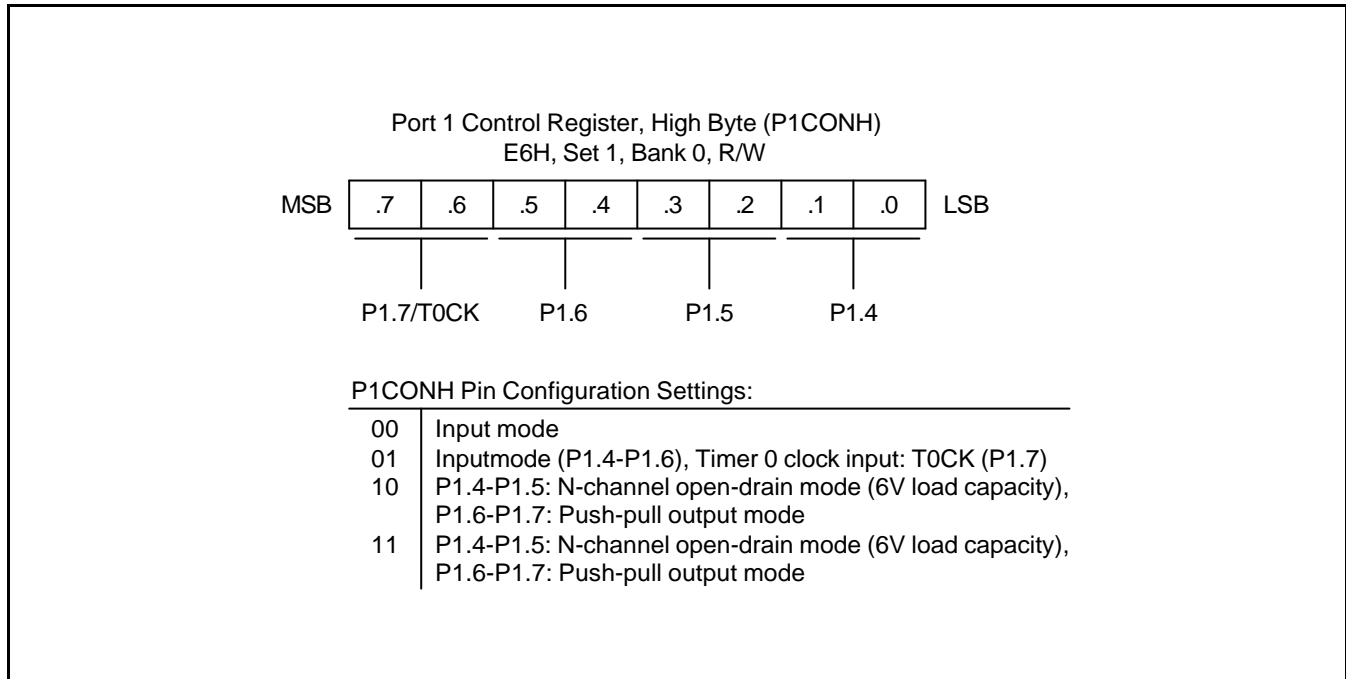 Port 1 Control Register, High Byte (P1CONH)
E6H, Set 1, Bank 0, R/W
MSB .7 .6 .5 .4 .3 .2 .1 .0 LSB
P1.7/T0CK P1.6 P1.5 P1.4
P1CONH Pin Configuration Settings:
00 Input mode
01 Inputmode (P1.4-P1.6), Timer 0 clock input: T0CK (P1.7)
10 P1.4-P1.5: N-channel open-drain mode (6V load capacity),
P1.6-P1.7: Push-pull output mode
11 P1.4-P1.5: N-channel open-drain mode (6V load capacity),
P1.6-P1.7: Push-pull output mode